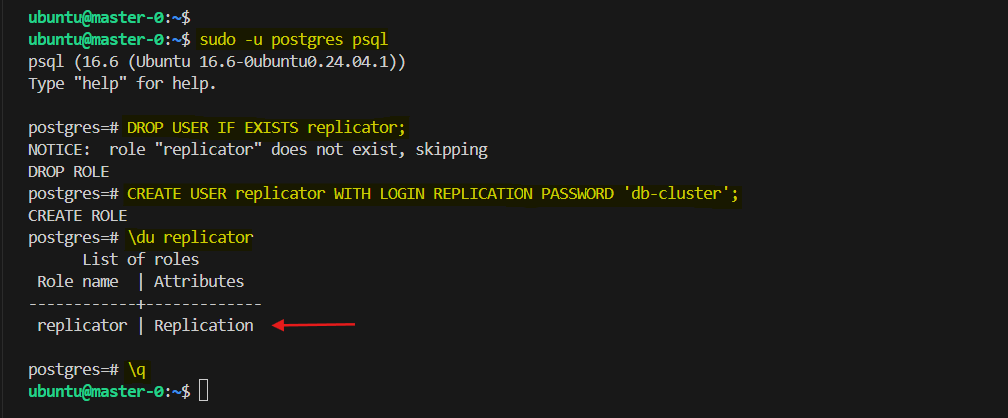 ubuntu@master-0:~$
ubuntu@master-0:~$ sudo -u postgres psql
psql (16.6 (Ubuntu 16.6-0ubuntu0.24.04.1))
Type "help" for help.
postgres=# DROP USER IF EXISTS replicator;
NOTICE:  role "replicator" does not exist, skipping
DROP ROLE
postgres=# CREATE USER replicator WITH LOGIN REPLICATION PASSWORD 'db-cluster';
CREATE ROLE
postgres=# \du replicator
      List of roles
 Role name  | Attributes
------------+-------------
 replicator | Replication
postgres=# \q
ubuntu@master-0:~$